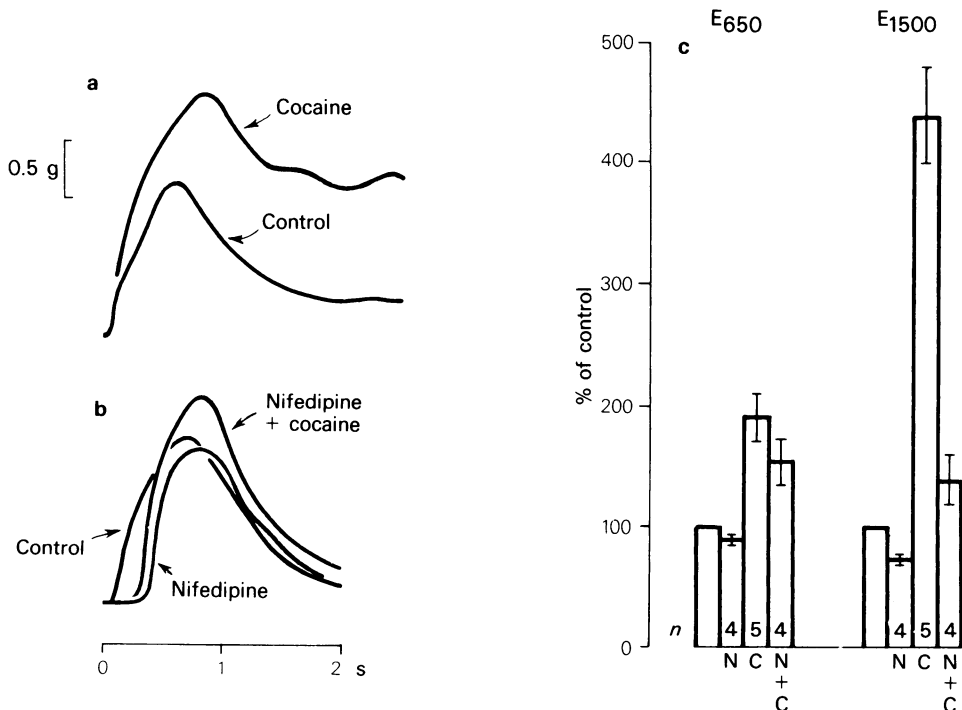 a
Cocaine
0.5 g
Control
b
Nifedipine
+ cocaine
Control
Nifedipine
0 1 2 s
c
E650 E1500
% of control
500
400
300
200
100
0
n 4 5 4 4 5 4
N C N + C N C N + C